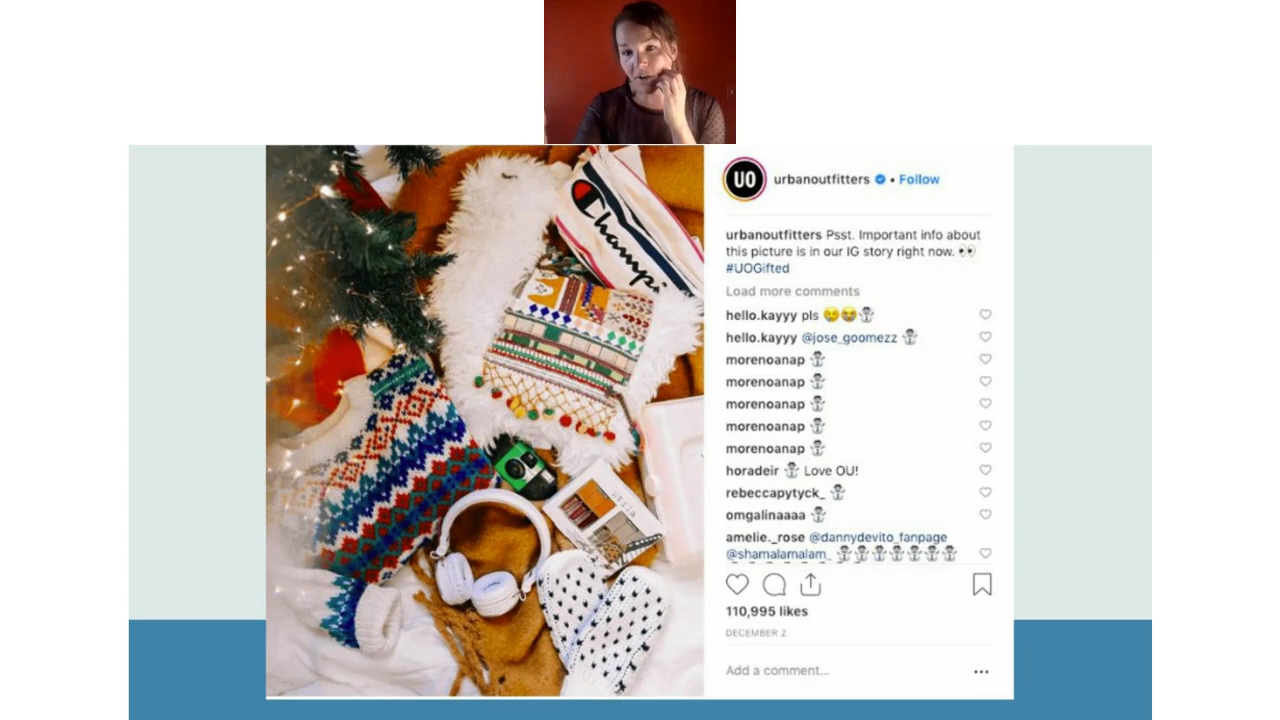 Champi
UO
urbanoutfitters • Follow
urbanoutfitters Psst. Important info about
this picture is in our IG story right now. 👀
#UOGifted
Load more comments
hello.kayyy pls 😢😭☃
hello.kayyy @jose_goomezz ☃
morenoanap ☃
morenoanap ☃
morenoanap ☃
morenoanap ☃
morenoanap ☃
horadeir ☃ Love OU!
rebeccapytyck_ ☃
omgalinaaaa ☃
amelie._rose @dannydevito_fanpage
@shamalamalam_ ☃☃☃☃☃☃☃
110,995 likes
DECEMBER 2
Add a comment...